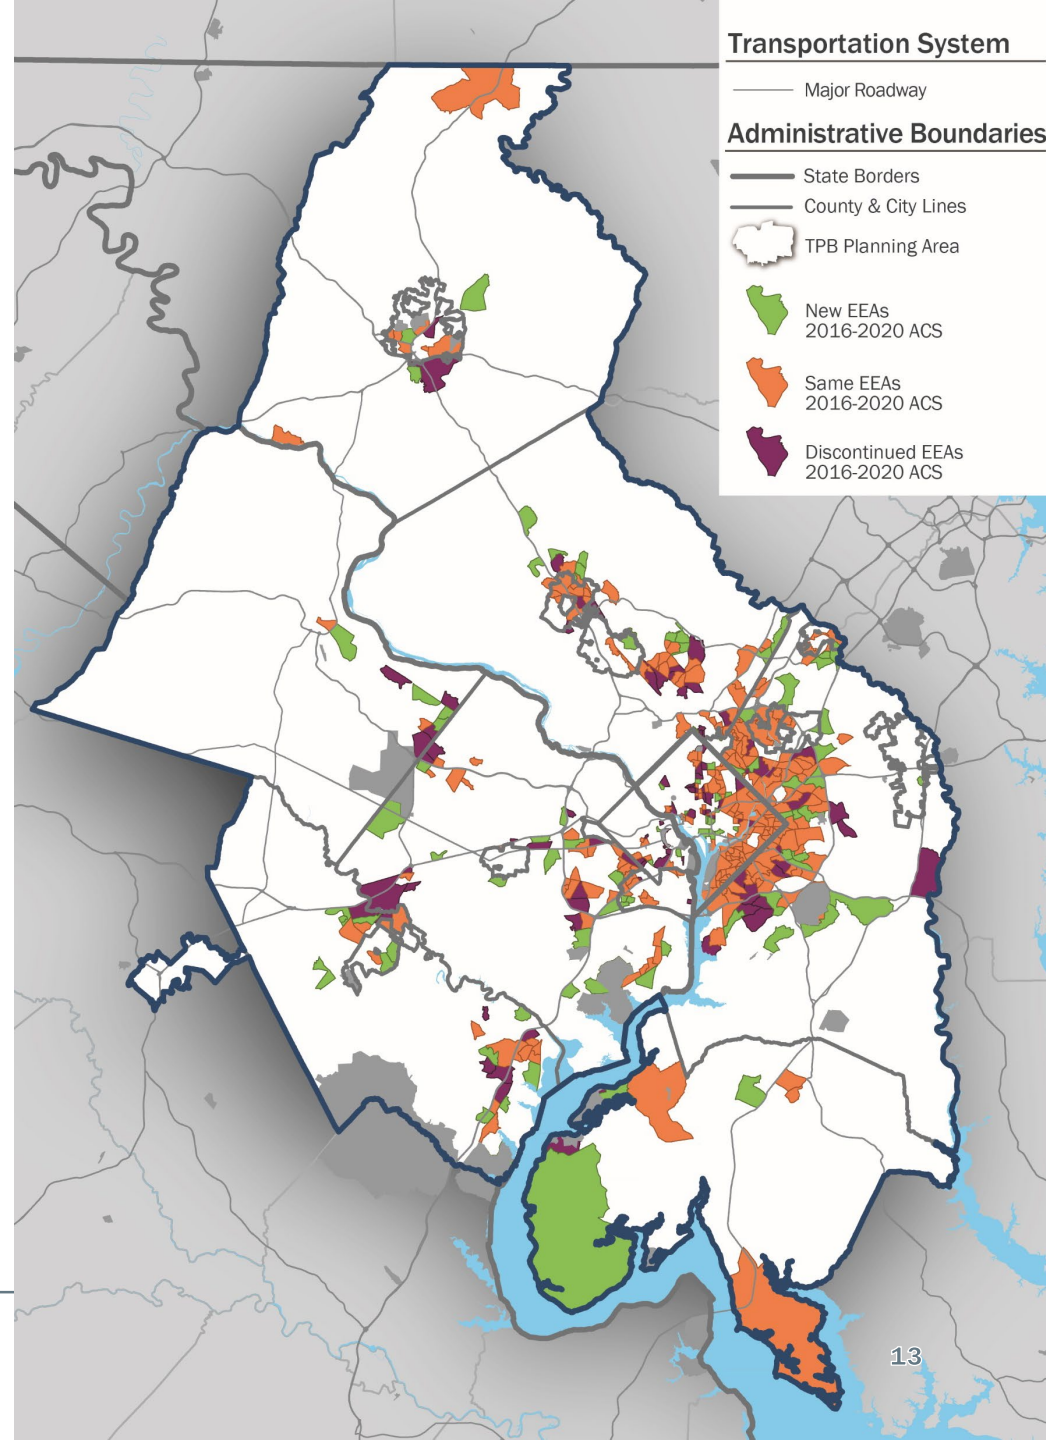 Transportation System
Major Roadway
Administrative Boundaries
State Borders
County & City Lines
TPB Planning Area
New EEAs
2016-2020 ACS
Same EEAs
2016-2020 ACS
Discontinued EEAs
2016-2020 ACS
13